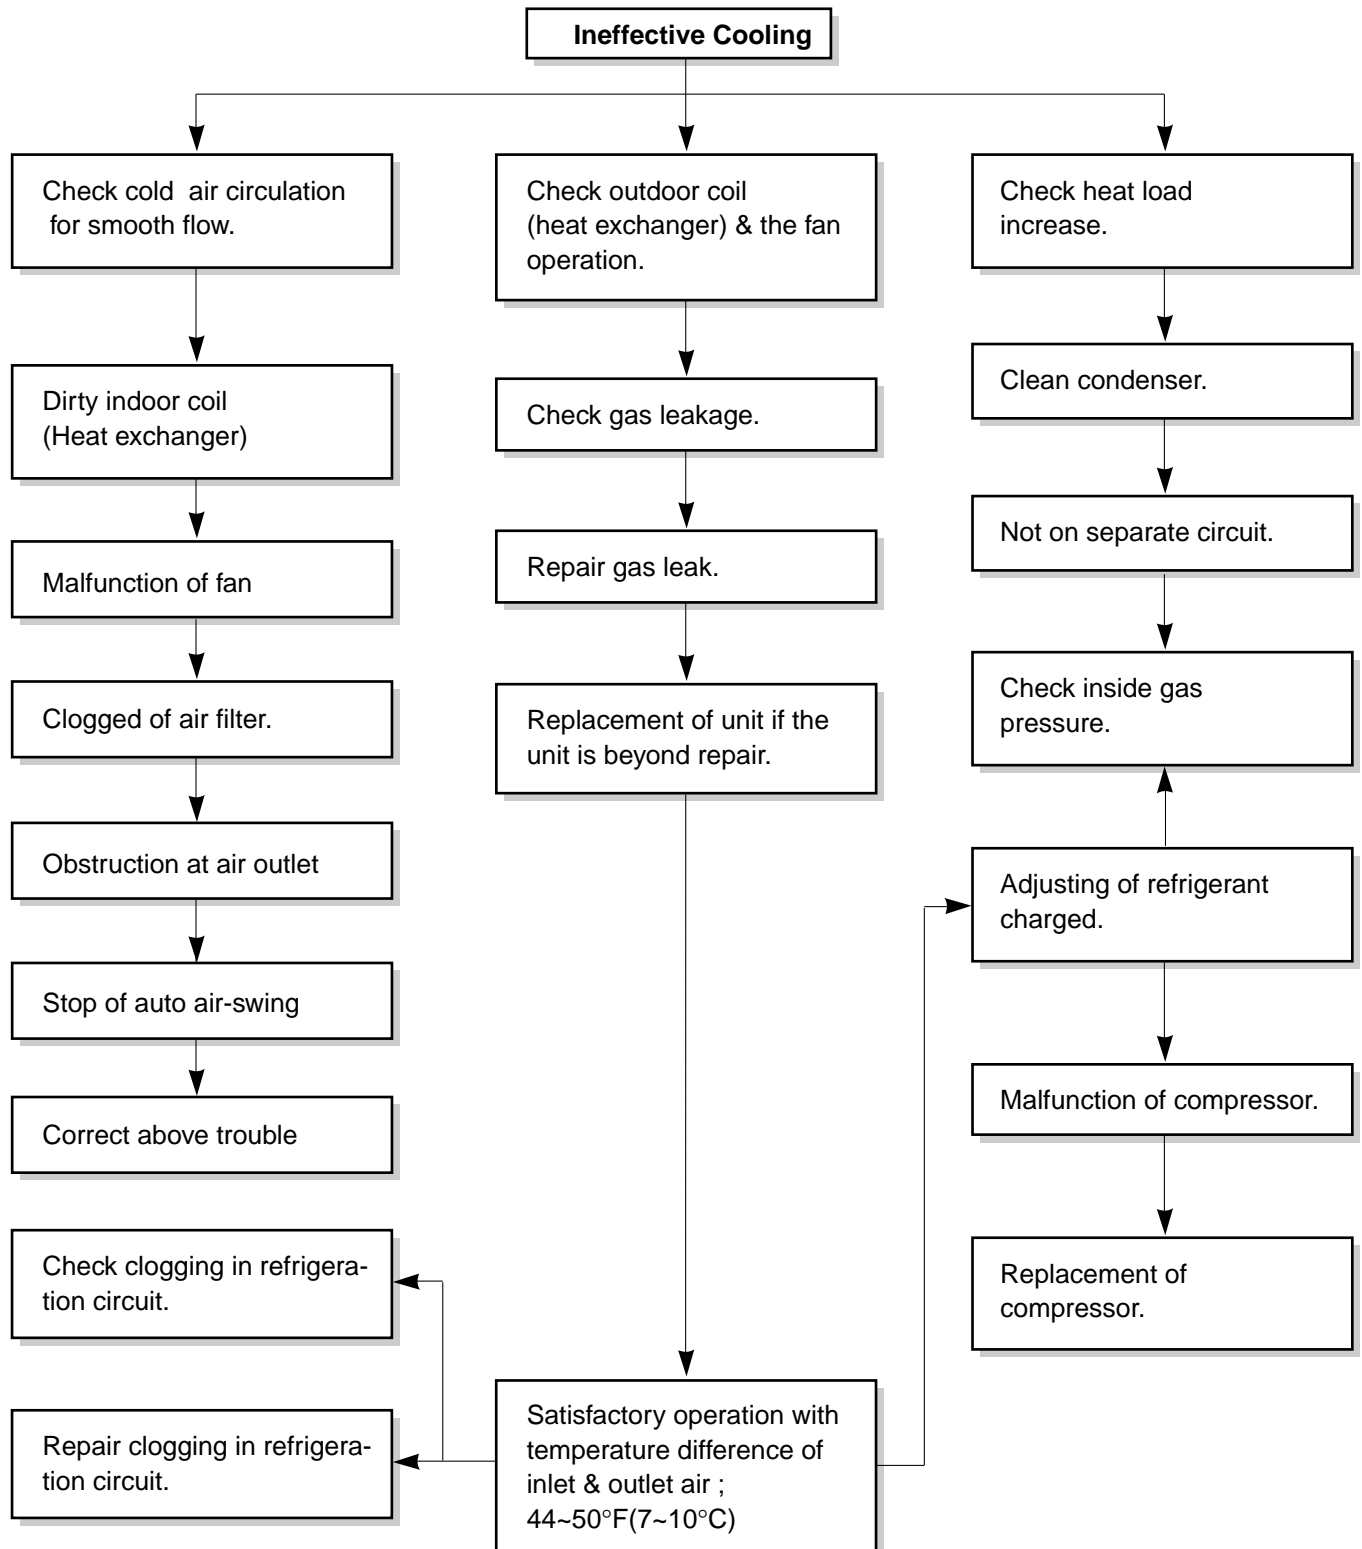 Ineffective Cooling
Check cold air circulation
for smooth flow.
Dirty indoor coil
(Heat exchanger)
Malfunction of fan
Clogged of air filter.
Obstruction at air outlet
Stop of auto air-swing
Correct above trouble
Check clogging in refrigera-
tion circuit.
Repair clogging in refrigera-
tion circuit.
Check outdoor coil
(heat exchanger) & the fan
operation.
Check gas leakage.
Repair gas leak.
Replacement of unit if the
unit is beyond repair.
Satisfactory operation with
temperature difference of
inlet & outlet air ;
44~50°F(7~10°C)
Check heat load
increase.
Clean condenser.
Not on separate circuit.
Check inside gas
pressure.
Adjusting of refrigerant
charged.
Malfunction of compressor.
Replacement of
compressor.